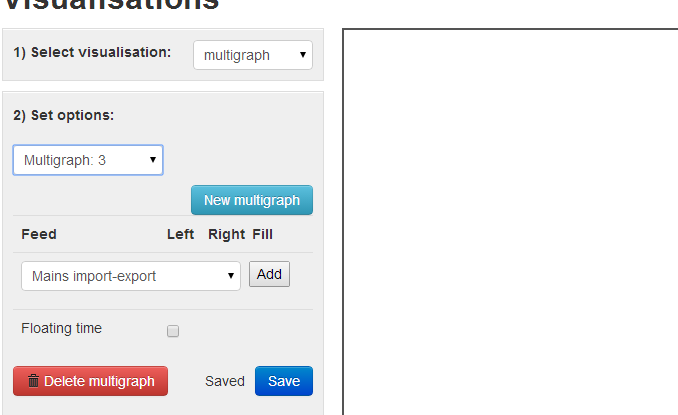 Visualisations
1) Select visualisation: multigraph
2) Set options:
Multigraph: 3
New multigraph
Feed Left Right Fill
Mains import-export Add
Floating time
Delete multigraph Saved Save